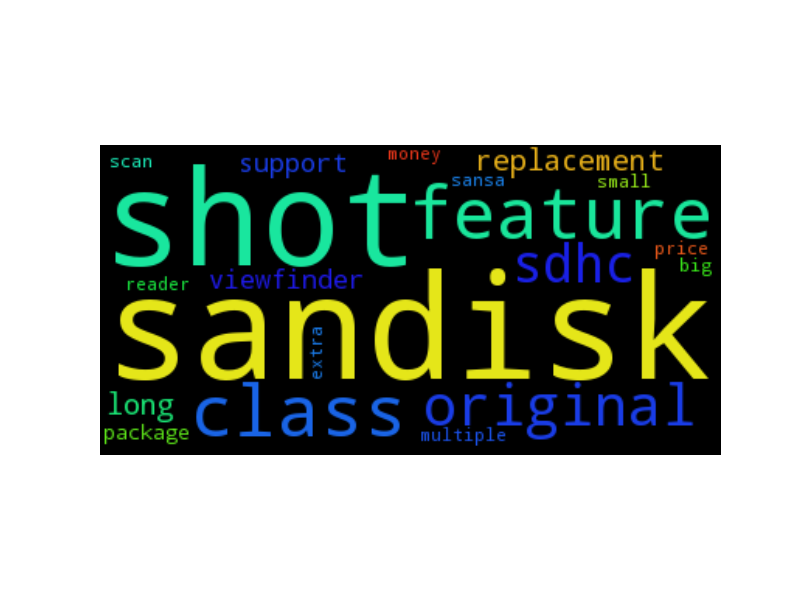 scan support money replacement
sansa small
shot feature
sdhc price
big
reader viewfinder
sandisk
extra
long class original
package multiple